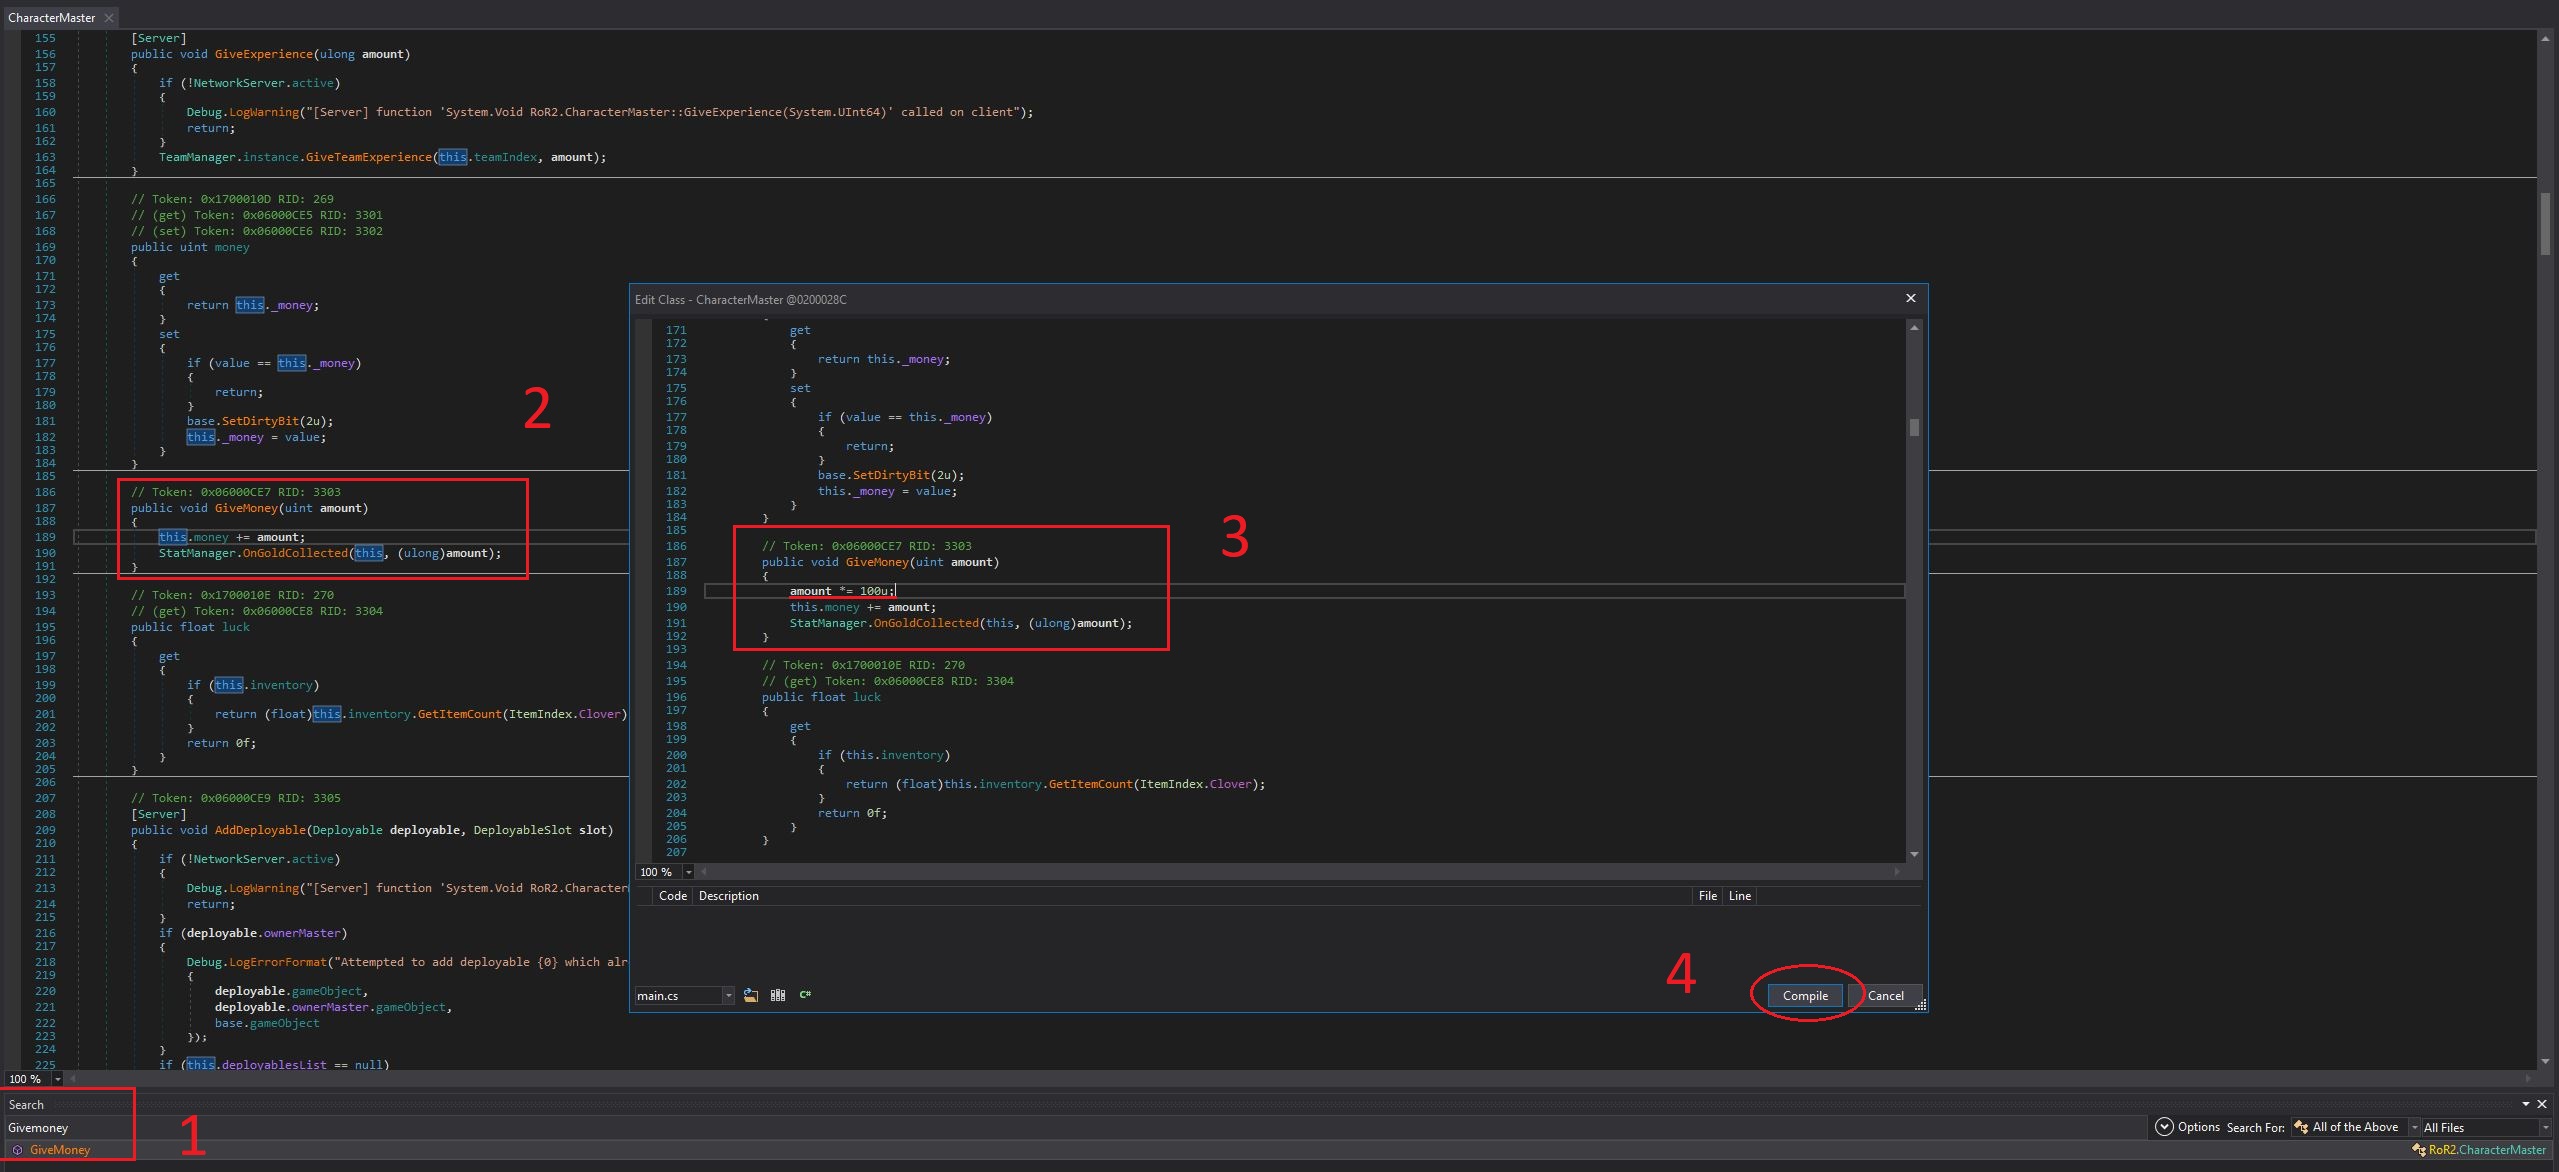 CharacterMaster
155 [Server]
156 public void GiveExperience(ulong amount)
157 {
158 if (!NetworkServer.active)
159 {
160 Debug.LogWarning("[Server] function 'System.Void RoR2.CharacterMaster::GiveExperience(System.UInt64)' called on client");
161 return;
162 }
163 TeamManager.instance.GiveTeamExperience(this.teamIndex, amount);
164 }
165
166 // Token: 0x1700010D RID: 269
167 // (get) Token: 0x06000CE5 RID: 3301
168 // (set) Token: 0x06000CE6 RID: 3302
169 public uint money
170 {
171 get
172 {
173 return this._money;
174 }
175 set
176 {
177 if (value == this._money)
178 {
179 return;
180 }
181 base.SetDirtyBit(2u);
182 this._money = value;
183 }
184 }
185
186 // Token: 0x06000CE7 RID: 3303
187 public void GiveMoney(uint amount)
188 {
189 this.money += amount;
190 StatManager.OnGoldCollected(this, (ulong)amount);
191 }
192
193 // Token: 0x1700010E RID: 270
194 // (get) Token: 0x06000CE8 RID: 3304
195 public float luck
196 {
197 get
198 {
199 if (this.inventory)
200 {
201 return (float)this.inventory.GetItemCount(ItemIndex.Clover)
202 }
203 return 0f;
204 }
205 }
206
207 // Token: 0x06000CE9 RID: 3305
208 [Server]
209 public void AddDeployable(Deployable deployable, DeployableSlot slot)
210 {
211 if (!NetworkServer.active)
212 {
213 Debug.LogWarning("[Server] function 'System.Void RoR2.Character
214 return;
215 }
216 if (deployable.ownerMaster)
217 {
218 Debug.LogErrorFormat("Attempted to add deployable {0} which alr
219 {
220 deployable.gameObject,
221 deployable.ownerMaster.gameObject,
222 base.gameObject
223 });
224 }
225 if (this.deployablesList == null)
100 %
2
Edit Class - CharacterMaster @0200028C
171 get
172 {
173 return this._money;
174 }
175 set
176 {
177 if (value == this._money)
178 {
179 return;
180 }
181 base.SetDirtyBit(2u);
182 this._money = value;
183 }
184 }
185
186 // Token: 0x06000CE7 RID: 3303
187 public void GiveMoney(uint amount)
188 {
189 amount *= 100u;
190 this.money += amount;
191 StatManager.OnGoldCollected(this, (ulong)amount);
192 }
193
194 // Token: 0x1700010E RID: 270
195 // (get) Token: 0x06000CE8 RID: 3304
196 public float luck
197 {
198 get
199 {
200 if (this.inventory)
201 {
202 return (float)this.inventory.GetItemCount(ItemIndex.Clover);
203 }
204 return 0f;
205 }
206 }
207
3
100 %
Code Description File Line
4
main.cs C# Compile Cancel
Search
Givemoney
1
Options Search For: All of the Above All Files
GiveMoney RoR2.CharacterMaster